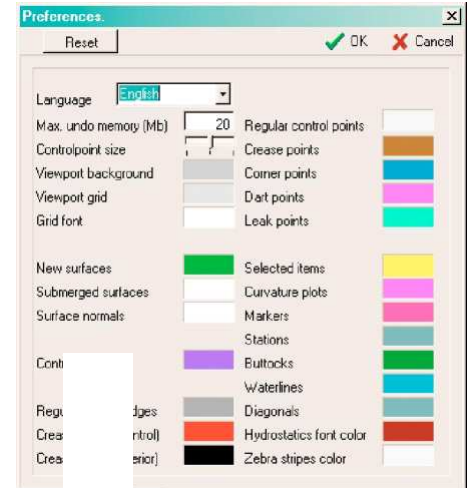 Preferences.
Reset
OK
Cancel
Language English
Max. undo memory (Mb) 20 Regular control points
Controlpoint size Crease points
Viewport background Corner points
Viewport grid Dart points
Grid font Leak points
New surfaces Selected items
Submerged surfaces Curvature plots
Surface normals Markers
Stations
Buttocks
Waterlines
Diagonals
Hydrostatics font color
Zebra stripes color